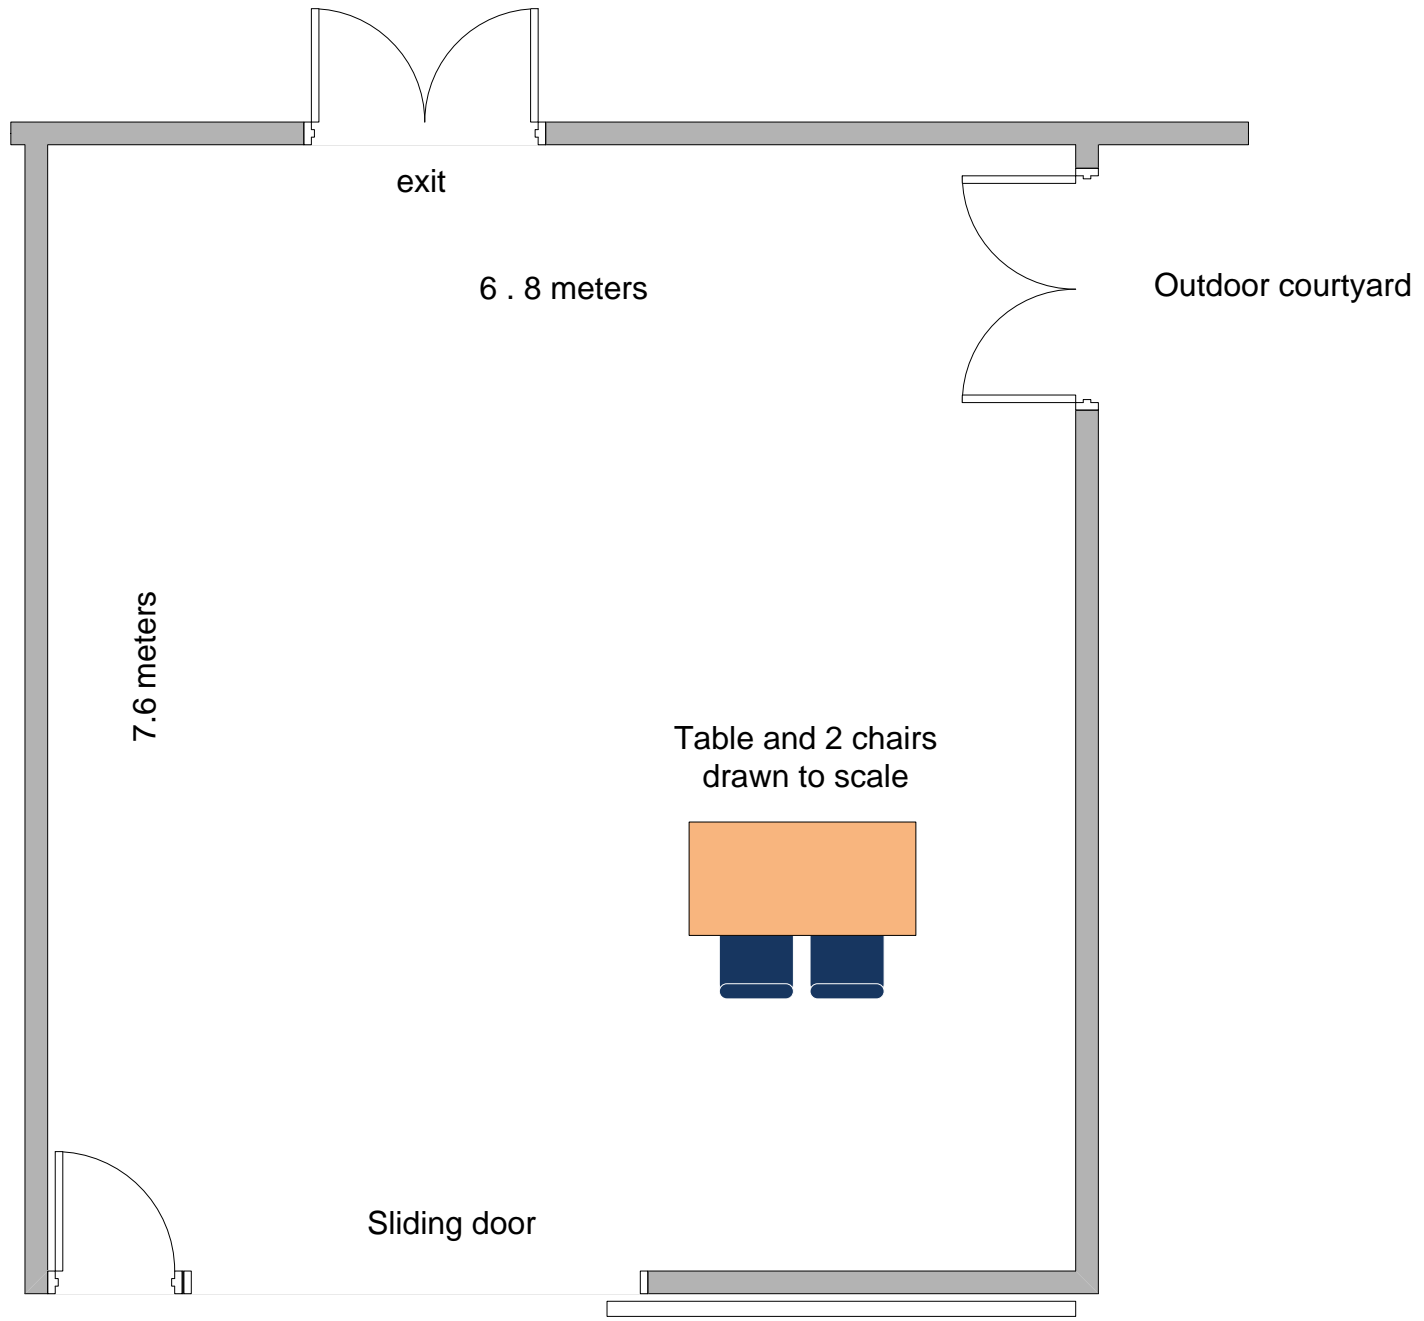 exit
6 . 8 meters
Outdoor courtyard
7.6 meters
Table and 2 chairs
drawn to scale
Sliding door